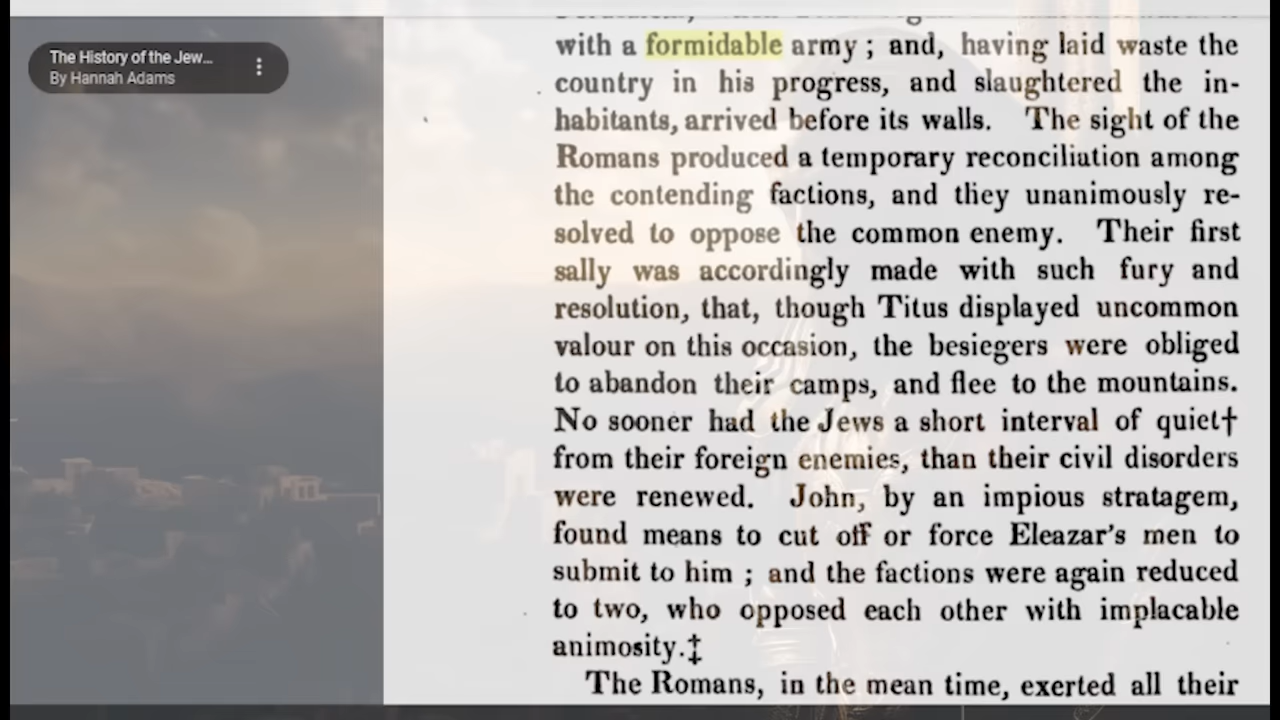 The History of the Jew...
By Hannah Adams
with a formidable army ; and, having laid waste the
country in his progress, and slaughtered the in-
habitants, arrived before its walls. The sight of the
Romans produced a temporary reconciliation among
the contending factions, and they unanimously re-
solved to oppose the common enemy. Their first
sally was accordingly made with such fury and
resolution, that, though Titus displayed uncommon
valour on this occasion, the besiegers were obliged
to abandon their camps, and flee to the mountains.
No sooner had the Jews a short interval of quiet†
from their foreign enemies, than their civil disorders
were renewed. John, by an impious stratagem,
found means to cut off or force Eleazar's men to
submit to him ; and the factions were again reduced
to two, who opposed each other with implacable
animosity.‡
The Romans, in the mean time, exerted all their